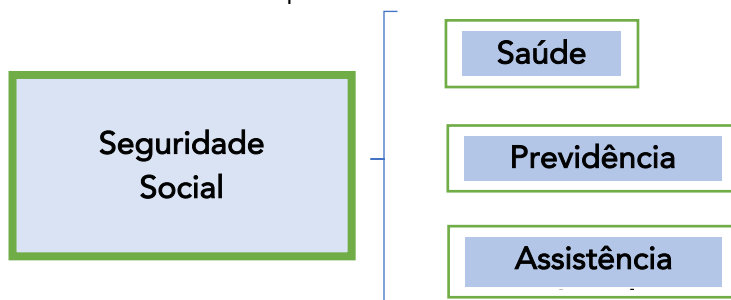 Saúde
Seguridade
Social
Previdência
Assistência